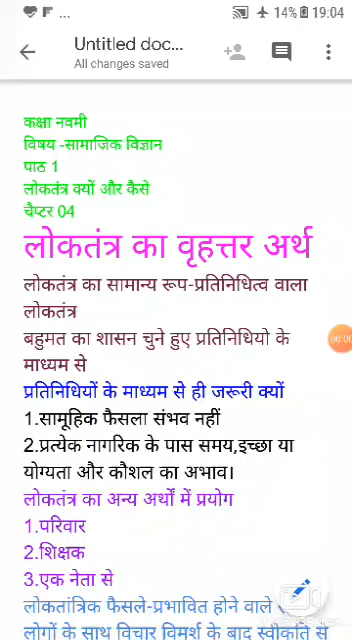 14% 19:04
Untitled doc...
All changes saved
कक्षा नवमी
विषय -सामाजिक विज्ञान
पाठ 1
लोकतंत्र क्यों और कैसे
चैप्टर 04
लोकतंत्र का वृहत्तर अर्थ
लोकतंत्र का सामान्य रूप-प्रतिनिधित्व वाला
लोकतंत्र
बहुमत का शासन चुने हुए प्रतिनिधियो के
माध्यम से
प्रतिनिधियों के माध्यम से ही जरूरी क्यों
1.सामूहिक फैसला संभव नहीं
2.प्रत्येक नागरिक के पास समय,इच्छा या
योग्यता और कौशल का अभाव।
लोकतंत्र का अन्य अर्थों में प्रयोग
1.परिवार
2.शिक्षक
3.एक नेता से
लोकतांत्रिक फैसले-प्रभावित होने वाले
लोगों के साथ विचार विमर्श के बाद स्वीकृति से